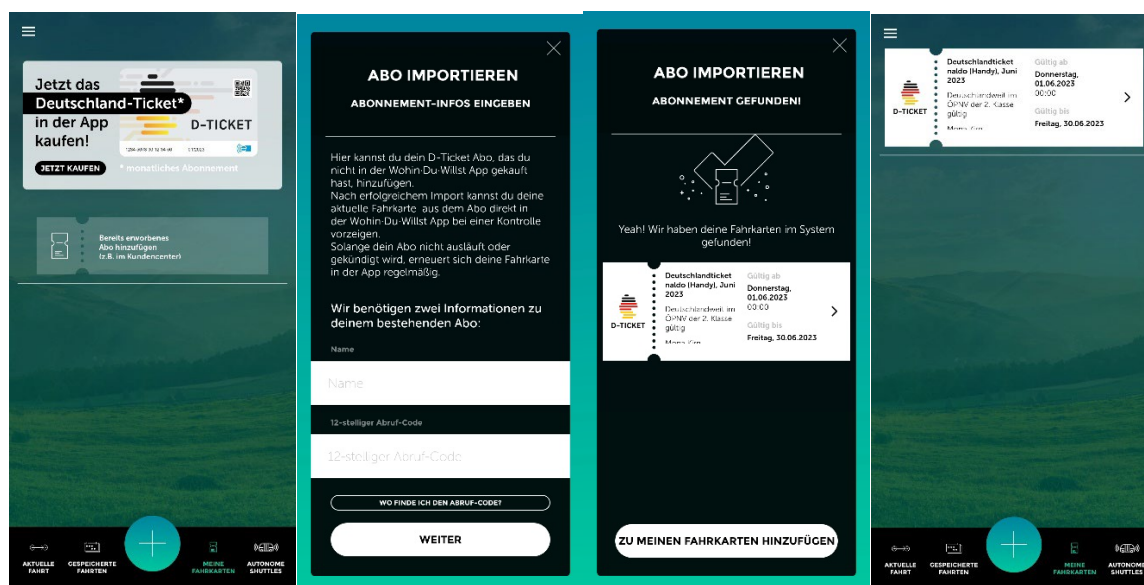 Jetzt das
Deutschland-Ticket*
in der App
kaufen!
D-TICKET
JETZT KAUFEN
* monatliches Abonnement
Bereits erworbenes
Abo hinzufügen
(z.B. im Kundencenter)
AKTUELLE FAHRT
GESPEICHERTE FAHRTEN
MEINE FAHRKARTEN
AUTONOME SHUTTLES
ABO IMPORTIEREN
ABONNEMENT-INFOS EINGEBEN
Hier kannst du dein D-Ticket Abo, das du
nicht in der Wohin·Du·Willst App gekauft
hast, hinzufügen.
Nach erfolgreichem Import kannst du deine
aktuelle Fahrkarte aus dem Abo direkt in
der Wohin·Du·Willst App bei einer Kontrolle
vorzeigen.
Solange dein Abo nicht ausläuft oder
gekündigt wird, erneuert sich deine Fahrkarte
in der App regelmäßig.
Wir benötigen zwei Informationen zu
deinem bestehenden Abo:
Name
Name
12-stelliger Abruf-Code
12-stelliger Abruf-Code
WO FINDE ICH DEN ABRUF-CODE?
WEITER
ABO IMPORTIEREN
ABONNEMENT GEFUNDEN!
Yeah! Wir haben deine Fahrkarten im System
gefunden!
D-TICKET
Deutschlandticket
naldo (Handy), Juni
2023
Deutschlandweit im
ÖPNV der 2. Klasse
gültig
Gültig ab
Donnerstag,
01.06.2023
00:00
Gültig bis
Freitag, 30.06.2023
ZU MEINEN FAHRKARTEN HINZUFÜGEN
D-TICKET
Deutschlandticket
naldo (Handy), Juni
2023
Deutschlandweit im
ÖPNV der 2. Klasse
gültig
Gültig ab
Donnerstag,
01.06.2023
00:00
Gültig bis
Freitag, 30.06.2023
AKTUELLE FAHRT
GESPEICHERTE FAHRTEN
MEINE FAHRKARTEN
AUTONOME SHUTTLES